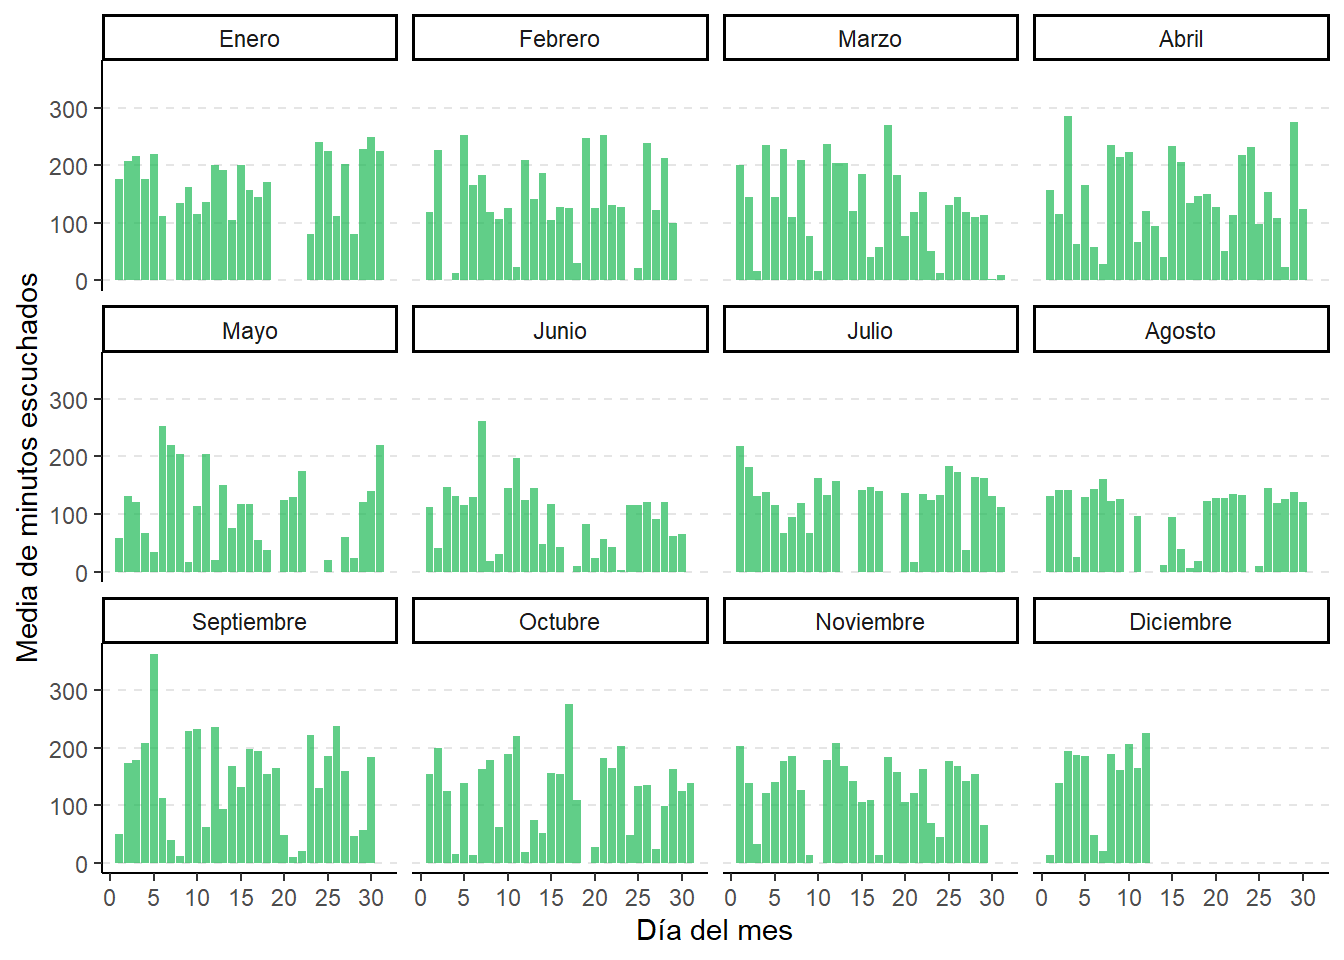 Enero Febrero Marzo Abril
300
200
100
0
Mayo Junio Julio Agosto
300
200
100
0
Septiembre Octubre Noviembre Diciembre
300
200
100
0
0 5 10 15 20 25 30 0 5 10 15 20 25 30 0 5 10 15 20 25 30 0 5 10 15 20 25 30
Día del mes
Media de minutos escuchados